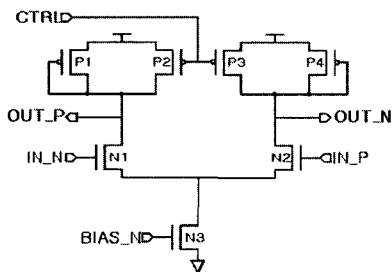 CTRL
P1 P2 P3 P4
OUT_P OUT_N
IN_N N1 N2 IN_P
BIAS_N N3